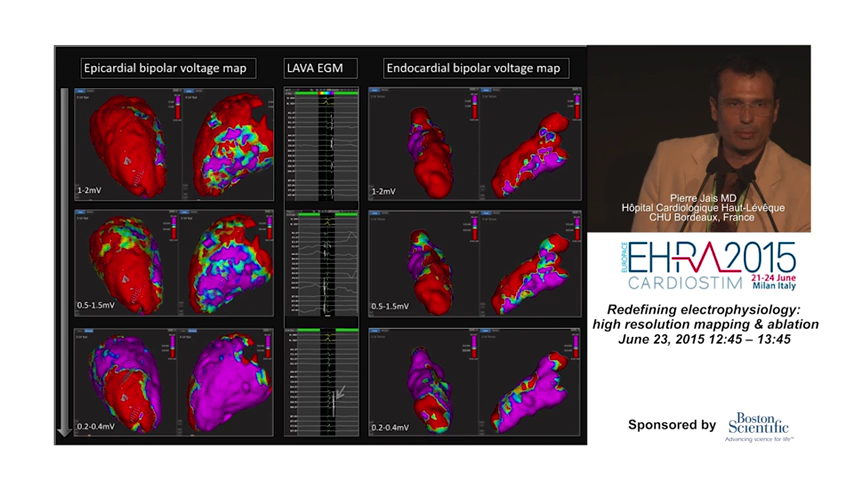 Epicardial bipolar voltage map
LAVA EGM
Endocardial bipolar voltage map
1-2mV
1-2mV
0.5-1.5mV
0.5-1.5mV
0.2-0.4mV
0.2-0.4mV
Pierre Jais MD
Hôpital Cardiologique Haut-Lévêque
CHU Bordeaux, France
EUROPACE
EHRA2015
CARDIOSTIM
21-24 June
Milan Italy
Redefining electrophysiology:
high resolution mapping & ablation
June 23, 2015 12:45 – 13:45
Sponsored by
Boston
Scientific
Advancing science for life™